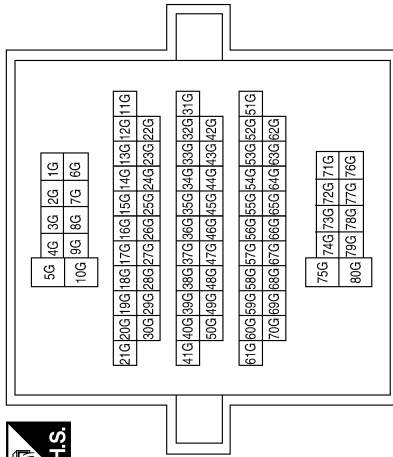 5G 4G 3G 2G 1G
10G 9G 8G 7G 6G
21G 20G 19G 18G 17G 16G 15G 14G 13G 12G 11G
30G 29G 28G 27G 26G 25G 24G 23G 22G
41G 40G 39G 38G 37G 36G 35G 34G 33G 32G 31G
50G 49G 48G 47G 46G 45G 44G 43G 42G
61G 60G 59G 58G 57G 56G 55G 54G 53G 52G 51G
70G 69G 68G 67G 66G 65G 64G 63G 62G
75G 74G 73G 72G 71G
80G 79G 78G 77G 76G
H.S.